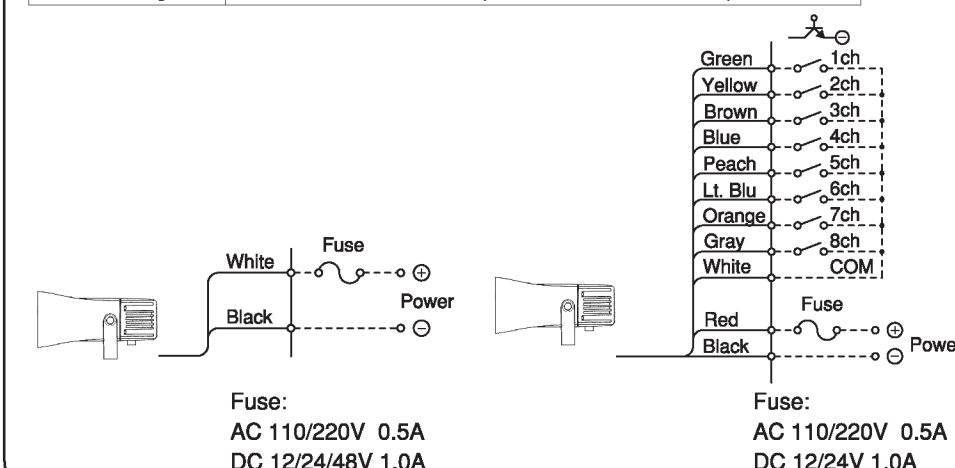 White
Fuse
⊕
Power
Black
⊖
Fuse:
AC 110/220V 0.5A
DC 12/24/48V 1.0A
⊖
Green 1ch
Yellow 2ch
Brown 3ch
Blue 4ch
Peach 5ch
Lt. Blu 6ch
Orange 7ch
Gray 8ch
White COM
Fuse
Red ⊕
Powe
Black ⊖
Fuse:
AC 110/220V 0.5A
DC 12/24V 1.0A